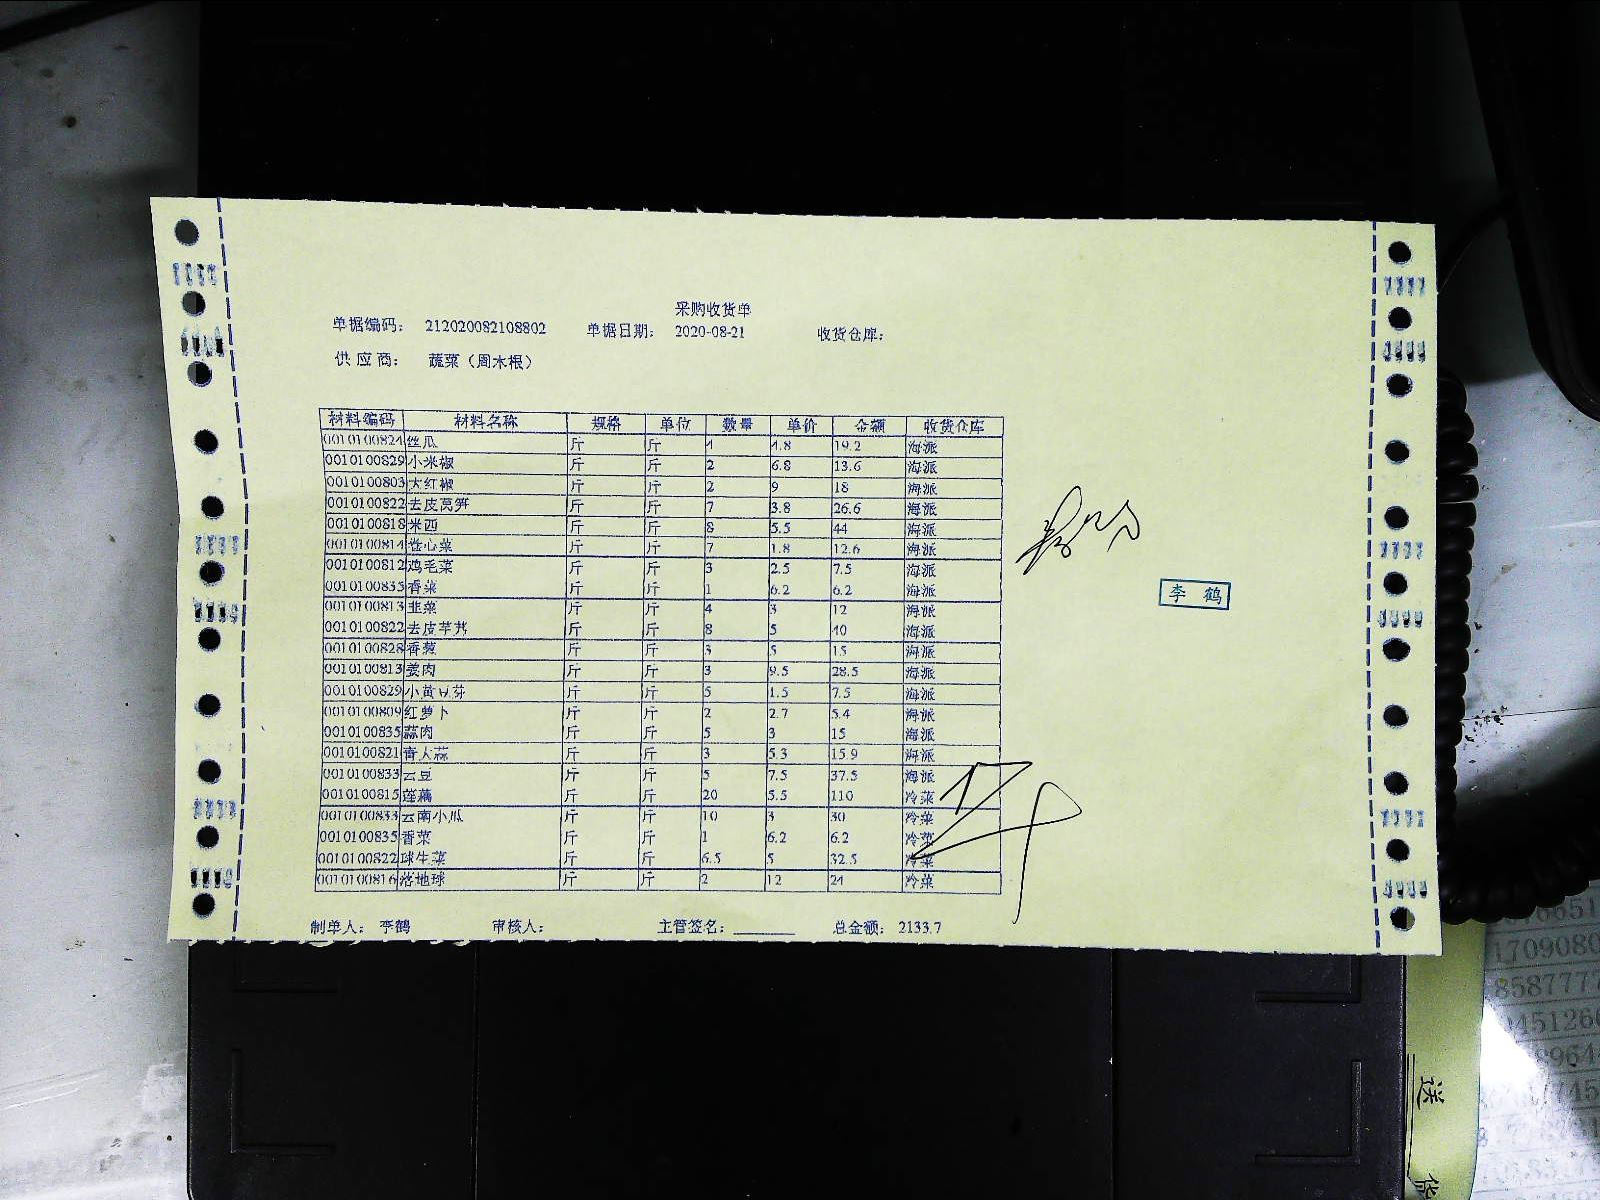 采购收货单
单据编码： 212020082108802 单据日期： 2020-08-21 收货仓库：
供应商： 蔬菜（周木根）
材料编码 材料名称 规格 单位 数量 单价 金额 收货仓库
0010100824 丝瓜 斤 斤 4 4.8 19.2 海派
0010100829 小米椒 斤 斤 2 6.8 13.6 海派
0010100803 大红椒 斤 斤 2 9 18 海派
0010100822 去皮莴笋 斤 斤 7 3.8 26.6 海派
0010100818 米西 斤 斤 8 5.5 44 海派
0010100814 卷心菜 斤 斤 7 1.8 12.6 海派
0010100812 鸡毛菜 斤 斤 3 2.5 7.5 海派
0010100835 香菜 斤 斤 1 6.2 6.2 海派
0010100813 韭菜 斤 斤 4 3 12 海派
0010100822 去皮芋艿 斤 斤 8 5 40 海派
0010100828 香葱 斤 斤 3 5 15 海派
0010100813 姜肉 斤 斤 3 9.5 28.5 海派
0010100829 小黄豆芽 斤 斤 5 1.5 7.5 海派
0010100809 红萝卜 斤 斤 2 2.7 5.4 海派
0010100835 蒜肉 斤 斤 5 3 15 海派
0010100821 青大蒜 斤 斤 3 5.3 15.9 海派
0010100833 云豆 斤 斤 5 7.5 37.5 海派
0010100815 莲藕 斤 斤 20 5.5 110 冷菜
0010100833 云南小瓜 斤 斤 10 3 30 冷菜
0010100835 香菜 斤 斤 1 6.2 6.2 冷菜
0010100822 球生菜 斤 斤 6.5 5 32.5 冷菜
0010100816 洛地球 斤 斤 2 12 24 冷菜
制单人： 李鹤 审核人： 主管签名： 总金额： 2133.7
李鹤
送
货